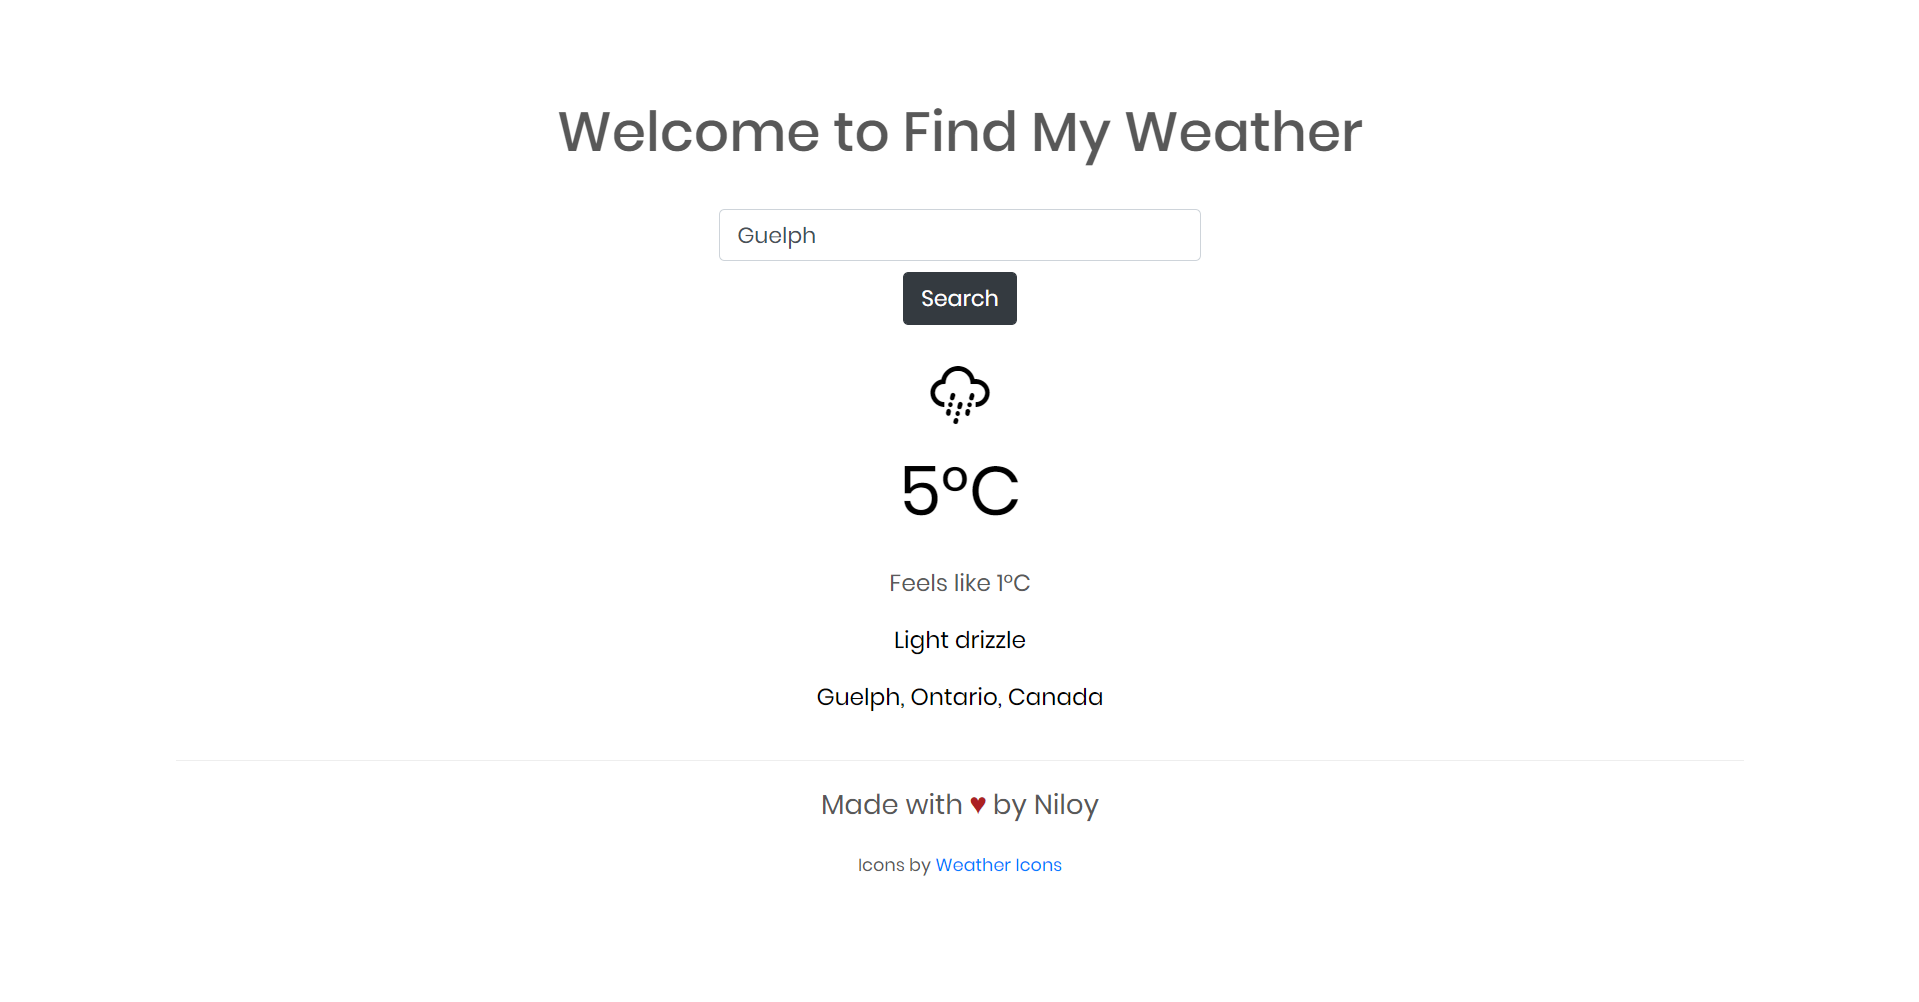 Welcome to Find My Weather
Guelph
Search
5°C
Feels like 1°C
Light drizzle
Guelph, Ontario, Canada
Made with ♥ by Niloy
Icons by Weather Icons